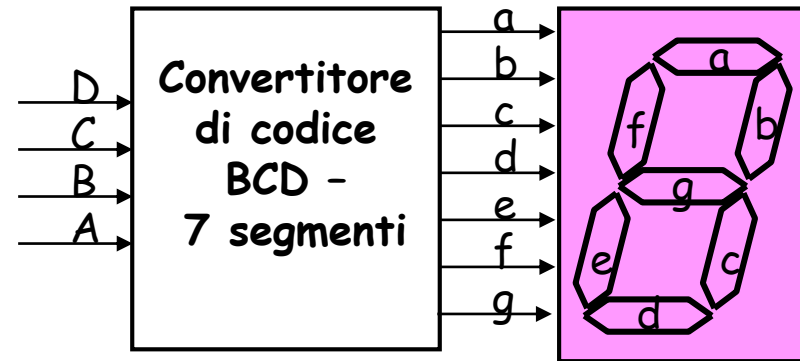 D
C
B
A
Convertitore
di codice
BCD –
7 segmenti
a
b
c
d
e
f
g
a
f
b
g
e
c
d